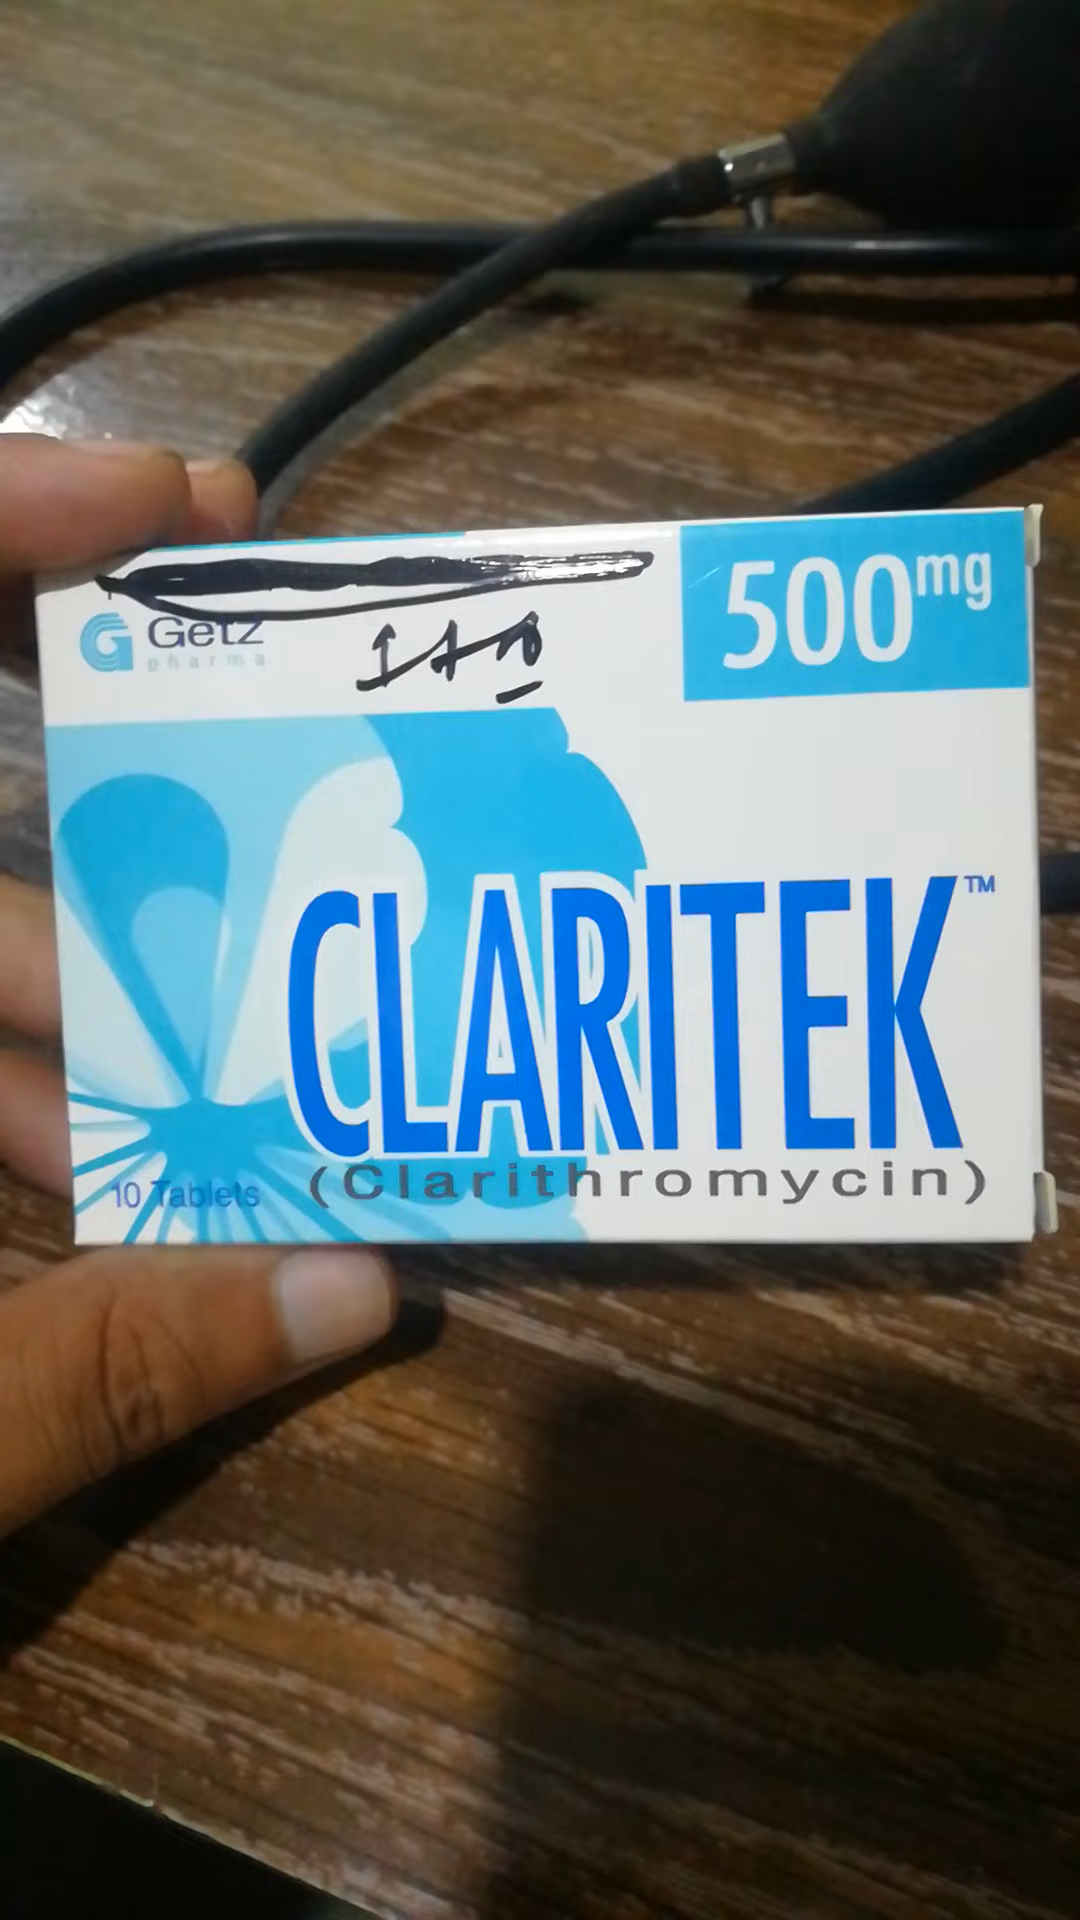 500mg
Getz
pharma
CLARITEK™
(Clarithromycin)
10 Tablets